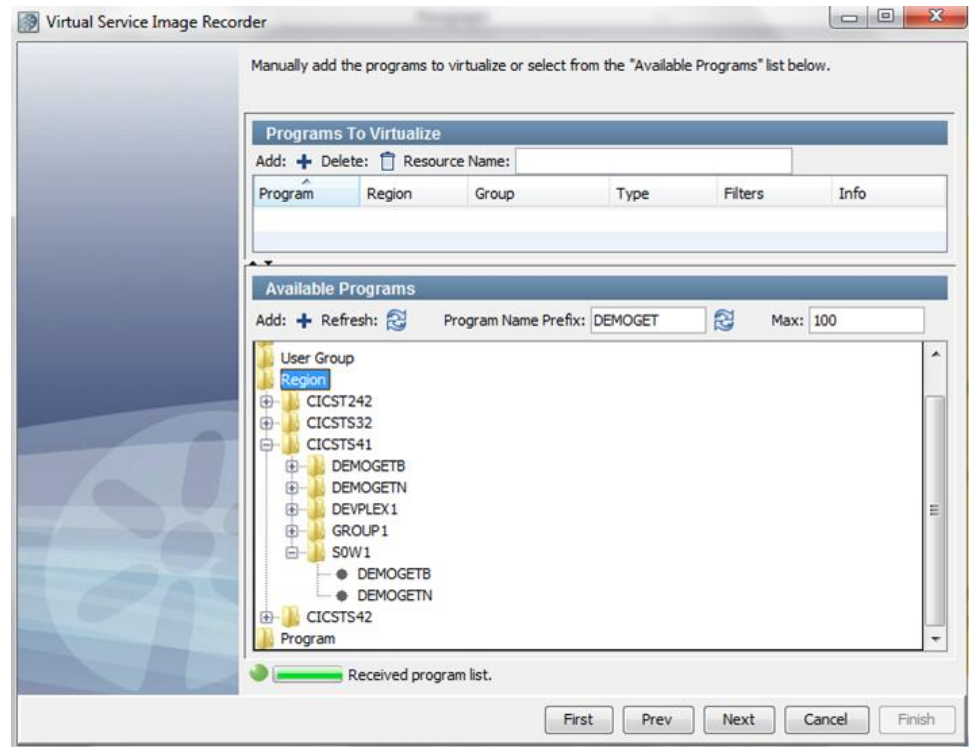 Virtual Service Image Recorder
Manually add the programs to virtualize or select from the "Available Programs" list below.
Programs To Virtualize
Add: Delete: Resource Name:
Program Region Group Type Filters Info
Available Programs
Add: Refresh: Program Name Prefix: DEMOGET Max: 100
User Group
Region
CICST242
CICSTS32
CICSTS41
DEMOGETB
DEMOGETN
DEVPLEX1
GROUP1
S0W1
DEMOGETB
DEMOGETN
CICSTS42
Program
Received program list.
First Prev Next Cancel Finish